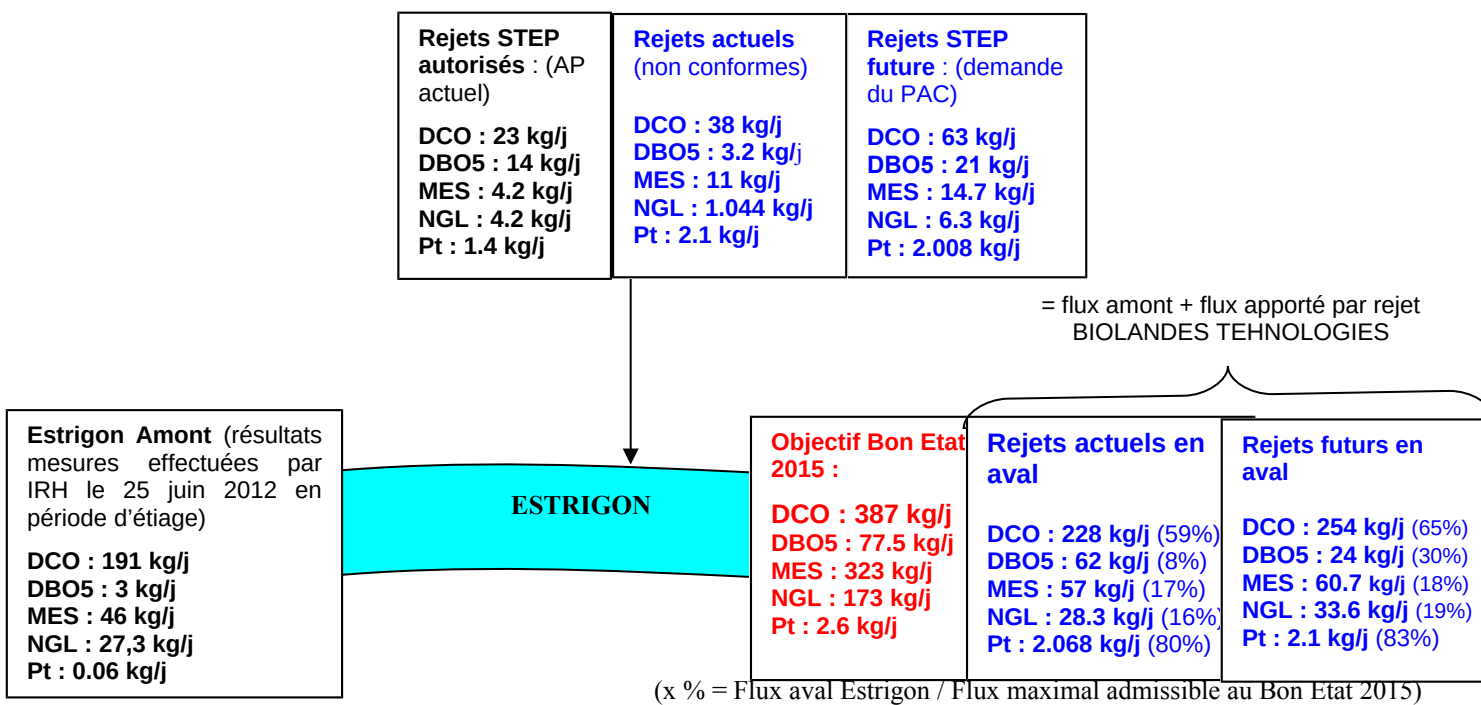 Rejets STEP
autorisés : (AP
actuel)
DCO : 23 kg/j
DBO5 : 14 kg/j
MES : 4.2 kg/j
NGL : 4.2 kg/j
Pt : 1.4 kg/j
Rejets actuels
(non conformes)
DCO : 38 kg/j
DBO5 : 3.2 kg/j
MES : 11 kg/j
NGL : 1.044 kg/j
Pt : 2.1 kg/j
Rejets STEP
future : (demande
du PAC)
DCO : 63 kg/j
DBO5 : 21 kg/j
MES : 14.7 kg/j
NGL : 6.3 kg/j
Pt : 2.008 kg/j
= flux amont + flux apporté par rejet
BIOLANDES TEHNOLOGIES
Estrigon Amont (résultats
mesures effectuées par
IRH le 25 juin 2012 en
période d'étiage)
DCO : 191 kg/j
DBO5 : 3 kg/j
MES : 46 kg/j
NGL : 27,3 kg/j
Pt : 0.06 kg/j
ESTRIGON
Objectif Bon Etat
2015 :
DCO : 387 kg/j
DBO5 : 77.5 kg/j
MES : 323 kg/j
NGL : 173 kg/j
Pt : 2.6 kg/j
Rejets actuels en
aval
DCO : 228 kg/j (59%)
DBO5 : 62 kg/j (8%)
MES : 57 kg/j (17%)
NGL : 28.3 kg/j (16%)
Pt : 2.068 kg/j (80%)
Rejets futurs en
aval
DCO : 254 kg/j (65%)
DBO5 : 24 kg/j (30%)
MES : 60.7 kg/j (18%)
NGL : 33.6 kg/j (19%)
Pt : 2.1 kg/j (83%)
(x % = Flux aval Estrigon / Flux maximal admissible au Bon Etat 2015)